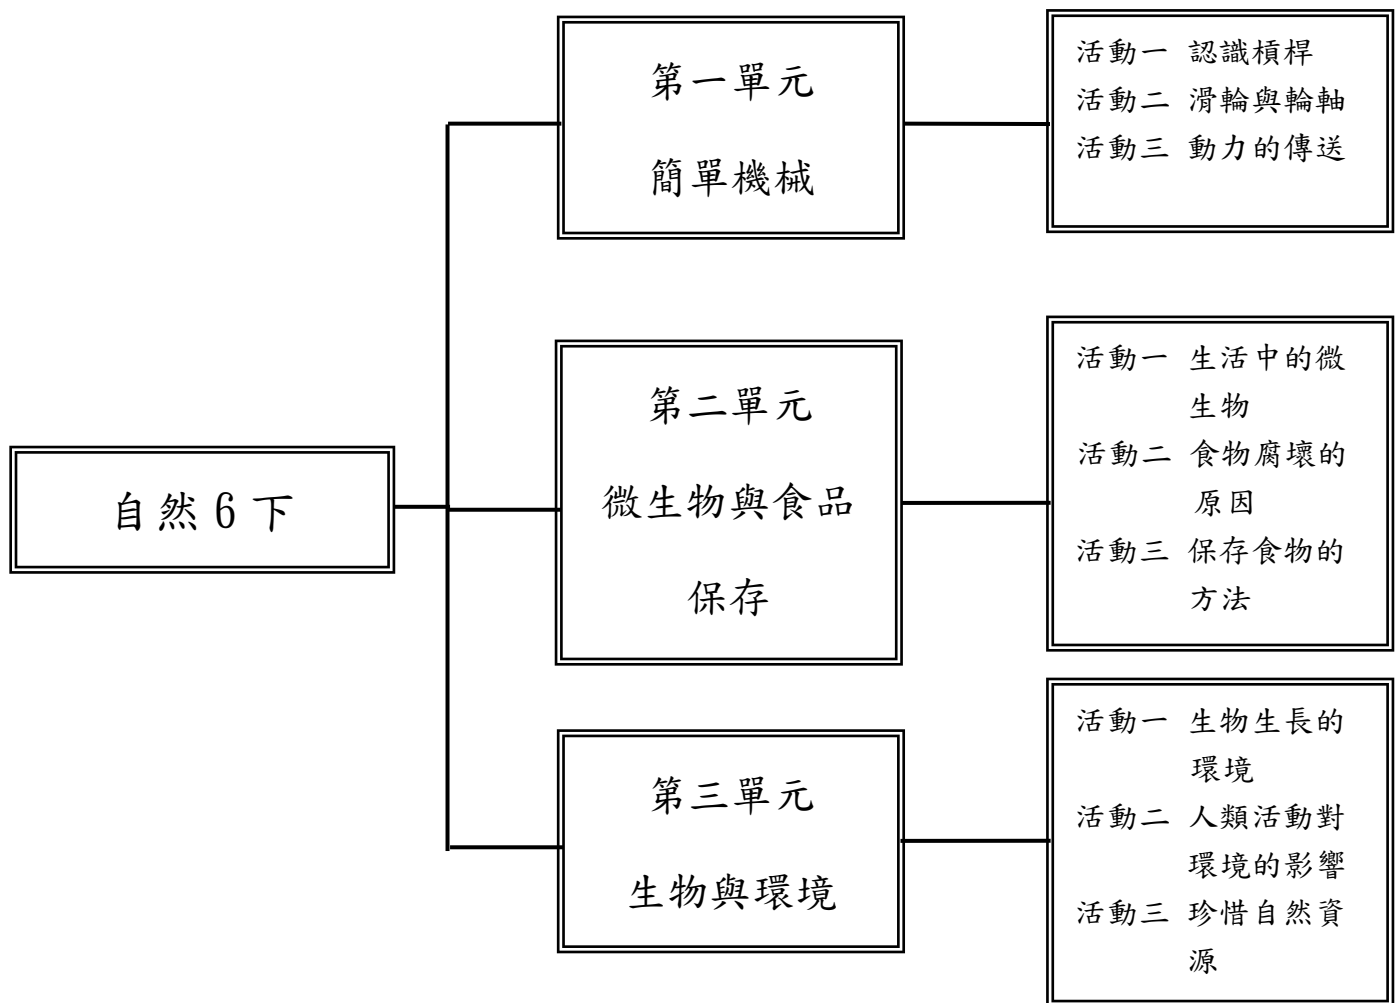 自然 6 下
第一單元
簡單機械
活動一 認識槓桿
活動二 滑輪與輪軸
活動三 動力的傳送
第二單元
微生物與食品
保存
活動一 生活中的微
生物
活動二 食物腐壞的
原因
活動三 保存食物的
方法
第三單元
生物與環境
活動一 生物生長的
環境
活動二 人類活動對
環境的影響
活動三 珍惜自然資
源